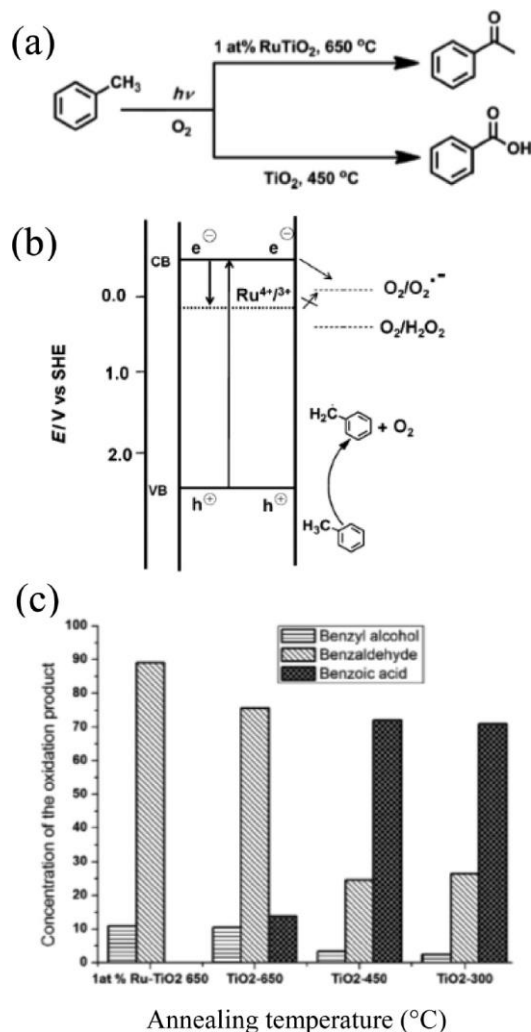 (a)
1 at% RuTiO₂, 650 °C
CH₃
hν
O₂
O
O
OH
TiO₂, 450 °C
(b)
CB
e⊖ e⊖
0.0
Ru⁴⁺/³⁺
O₂/O₂•⁻
O₂/H₂O₂
E/ V vs SHE
1.0
2.0
H₂Ċ
+ O₂
VB
h⊕ h⊕
H₃C
(c)
Concentration of the oxidation product
100
90
80
70
60
50
40
30
20
10
0
Benzyl alcohol
Benzaldehyde
Benzoic acid
1at % Ru-TiO2 650 TiO2-650 TiO2-450 TiO2-300
Annealing temperature (°C)